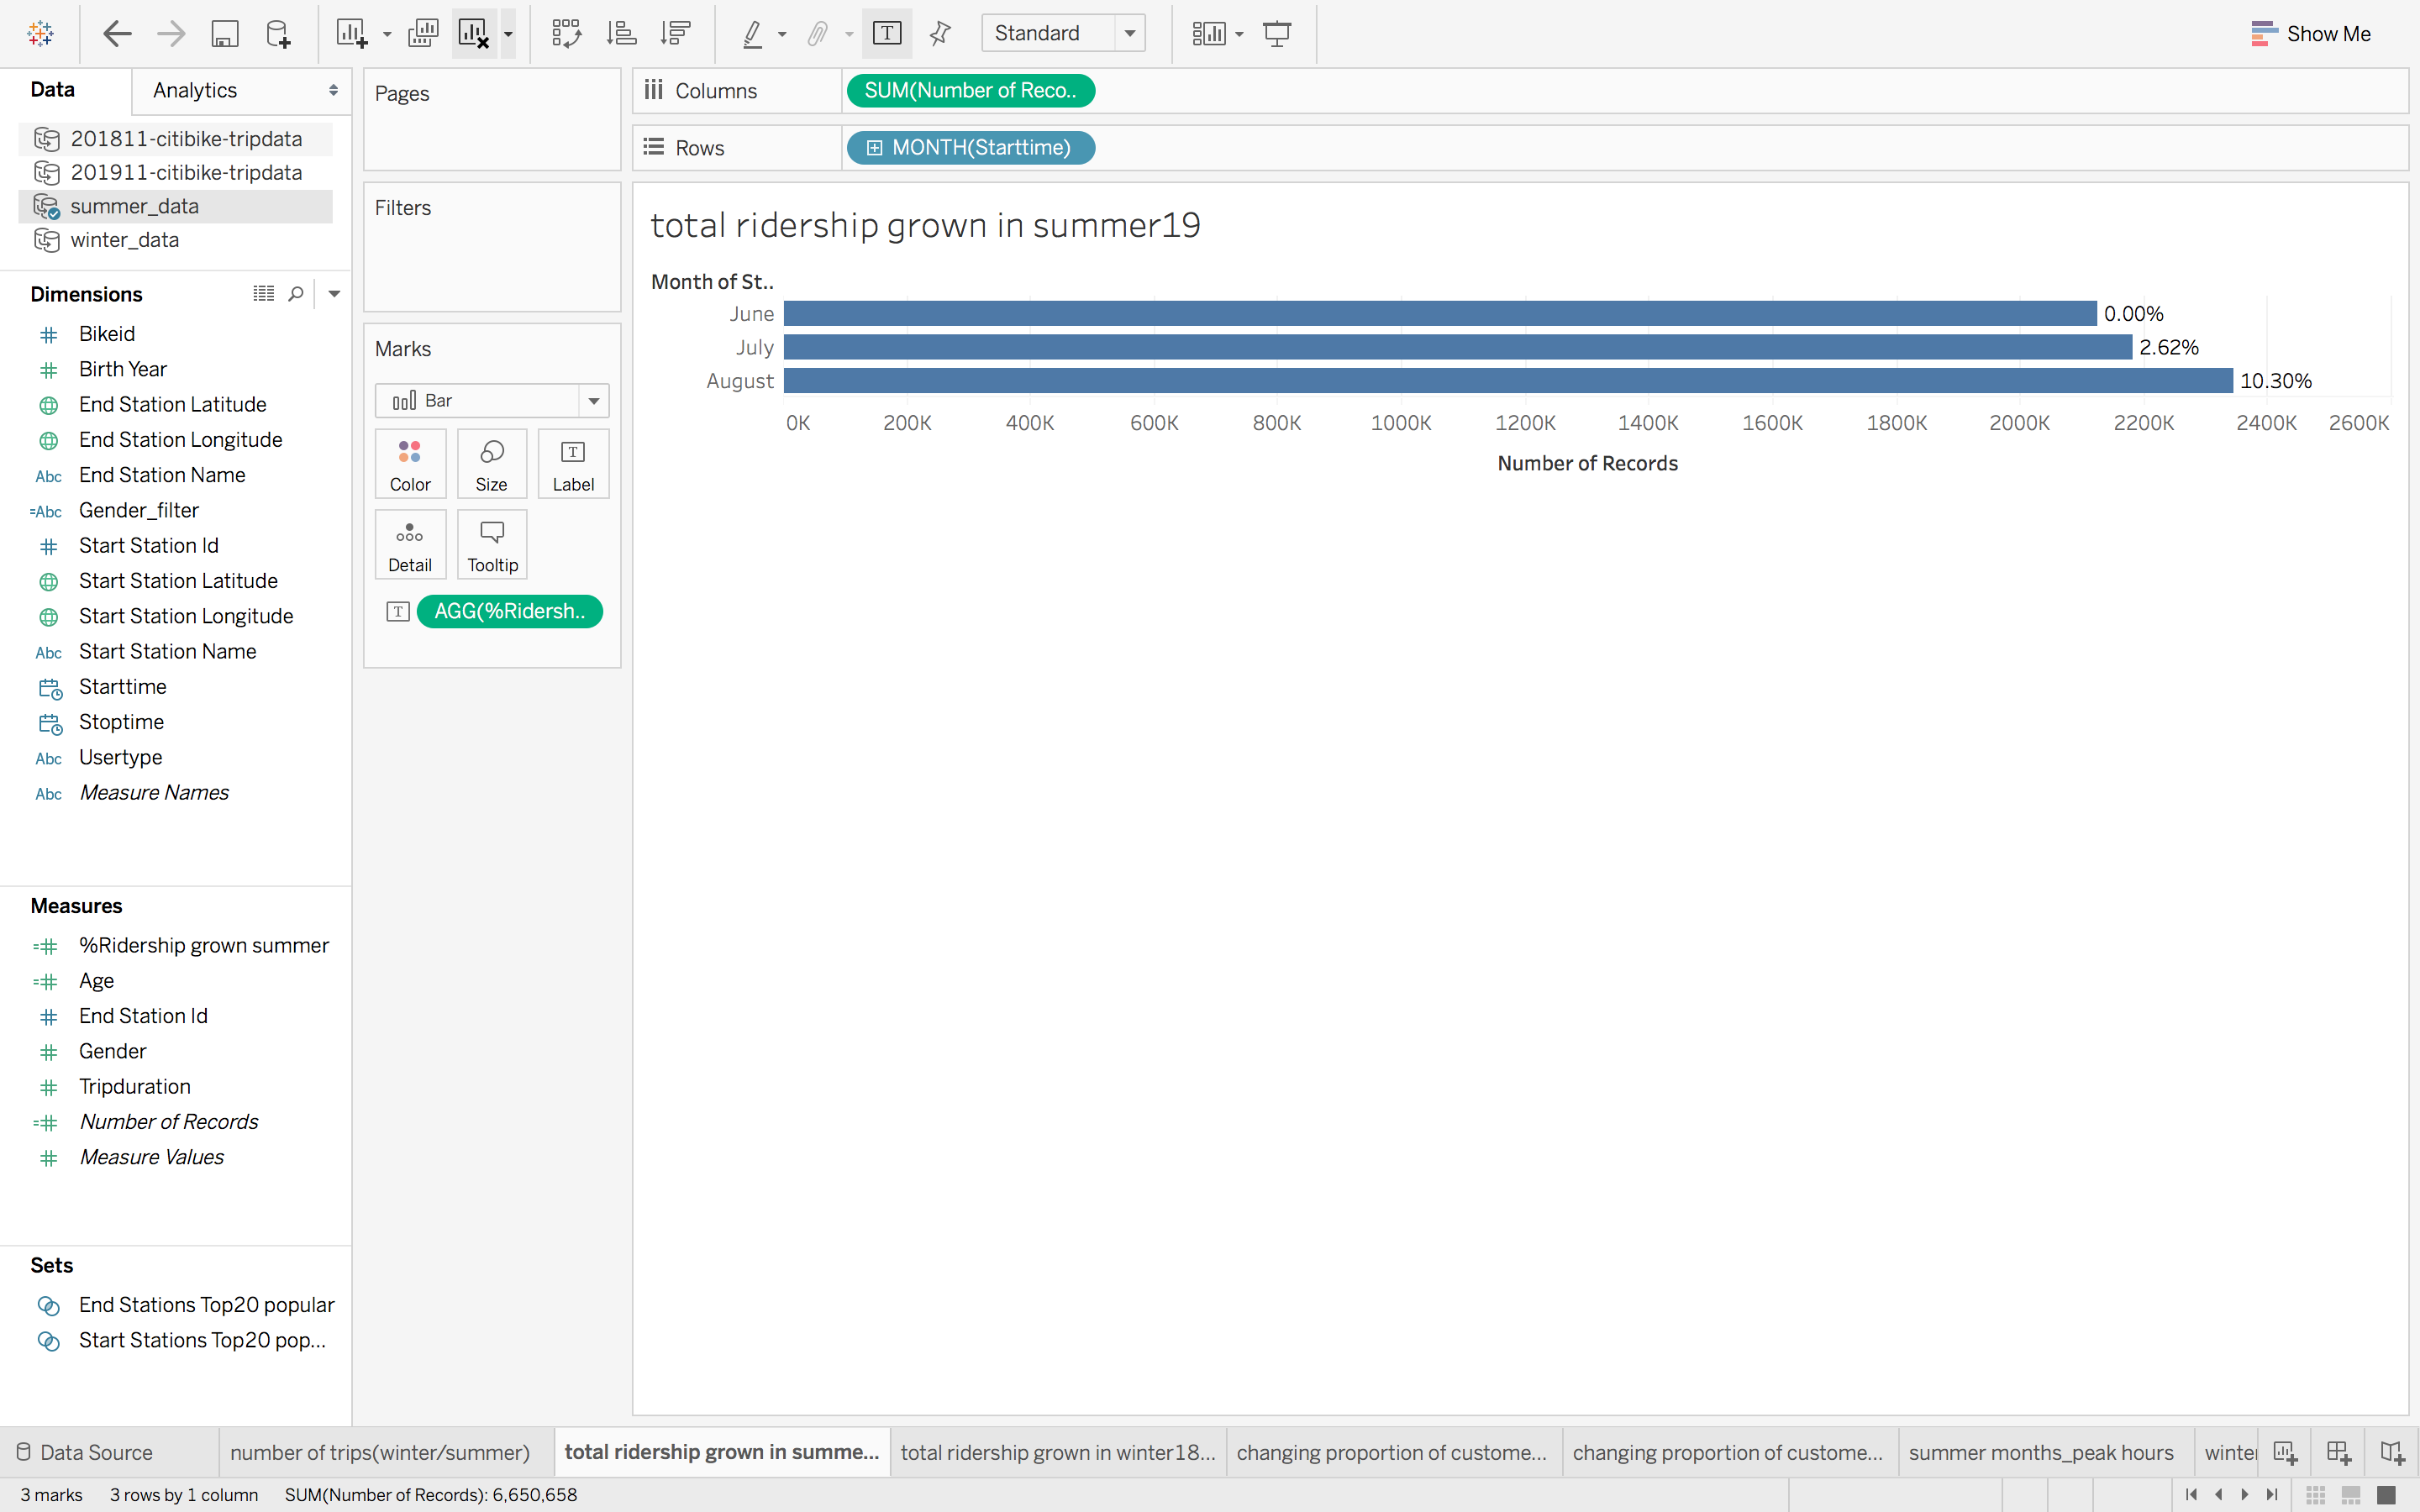 Standard
Show Me
Data
Analytics
201811-citibike-tripdata
201911-citibike-tripdata
summer_data
winter_data
Dimensions
# Bikeid
# Birth Year
End Station Latitude
End Station Longitude
Abc End Station Name
=Abc Gender_filter
# Start Station Id
Start Station Latitude
Start Station Longitude
Abc Start Station Name
Starttime
Stoptime
Abc Usertype
Abc Measure Names
Measures
=# %Ridership grown summer
=# Age
# End Station Id
# Gender
# Tripduration
=# Number of Records
# Measure Values
Sets
End Stations Top20 popular
Start Stations Top20 pop...
Pages
Filters
Marks
Bar
Color
Size
T
Label
Detail
Tooltip
T AGG(%Ridersh..
Columns
SUM(Number of Reco..
Rows
MONTH(Starttime)
total ridership grown in summer19
Month of St..
June 0.00%
July 2.62%
August 10.30%
0K 200K 400K 600K 800K 1000K 1200K 1400K 1600K 1800K 2000K 2200K 2400K 2600K
Number of Records
Data Source
number of trips(winter/summer)
total ridership grown in summe...
total ridership grown in winter18...
changing proportion of custome...
changing proportion of custome...
summer months_peak hours
winter
3 marks 3 rows by 1 column SUM(Number of Records): 6,650,658